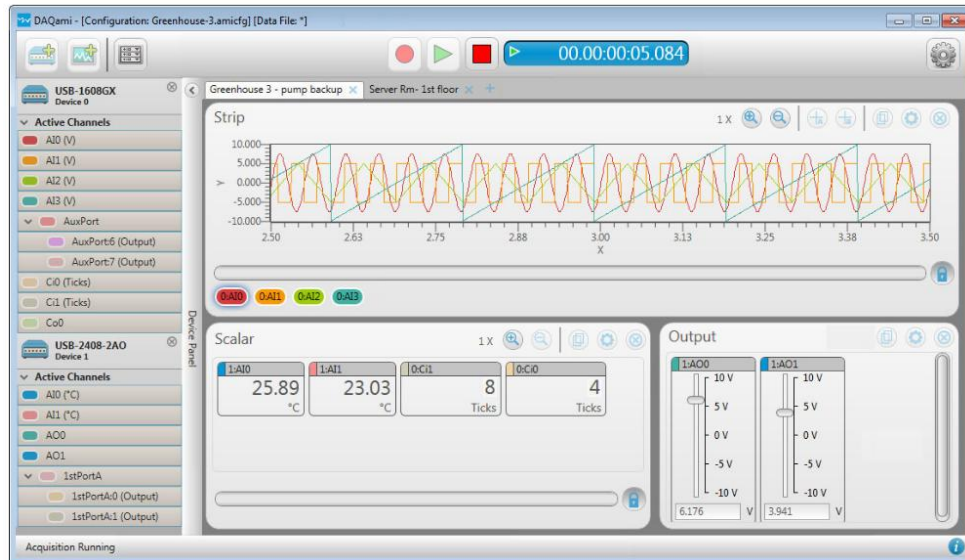 DAQami - [Configuration: Greenhouse-3.amicfg] [Data File: *]
00.00:00:05.084
USB-1608GX
Device 0
Active Channels
AI0 (V)
AI1 (V)
AI2 (V)
AI3 (V)
AuxPort
AuxPort:6 (Output)
AuxPort:7 (Output)
Ci0 (Ticks)
Ci1 (Ticks)
Co0
USB-2408-2AO
Device 1
Active Channels
AI0 (°C)
AI1 (°C)
AO0
AO1
1stPortA
1stPortA:0 (Output)
1stPortA:1 (Output)
Device Panel
Greenhouse 3 - pump backup Server Rm- 1st floor
Strip
1 X
10.000
5.000
0.000
-5.000
-10.000
Y
2.50 2.63 2.75 2.88 3.00 3.13 3.25 3.38 3.50
X
0:AI0 0:AI1 0:AI2 0:AI3
Scalar
1 X
1:AI0 1:AI1 0:Ci1 0:Ci0
25.89 23.03 8 4
°C °C Ticks Ticks
Output
1:AO0 1:AO1
10 V 10 V
5 V 5 V
0 V 0 V
-5 V -5 V
-10 V -10 V
6.176 V 3.941 V
Acquisition Running